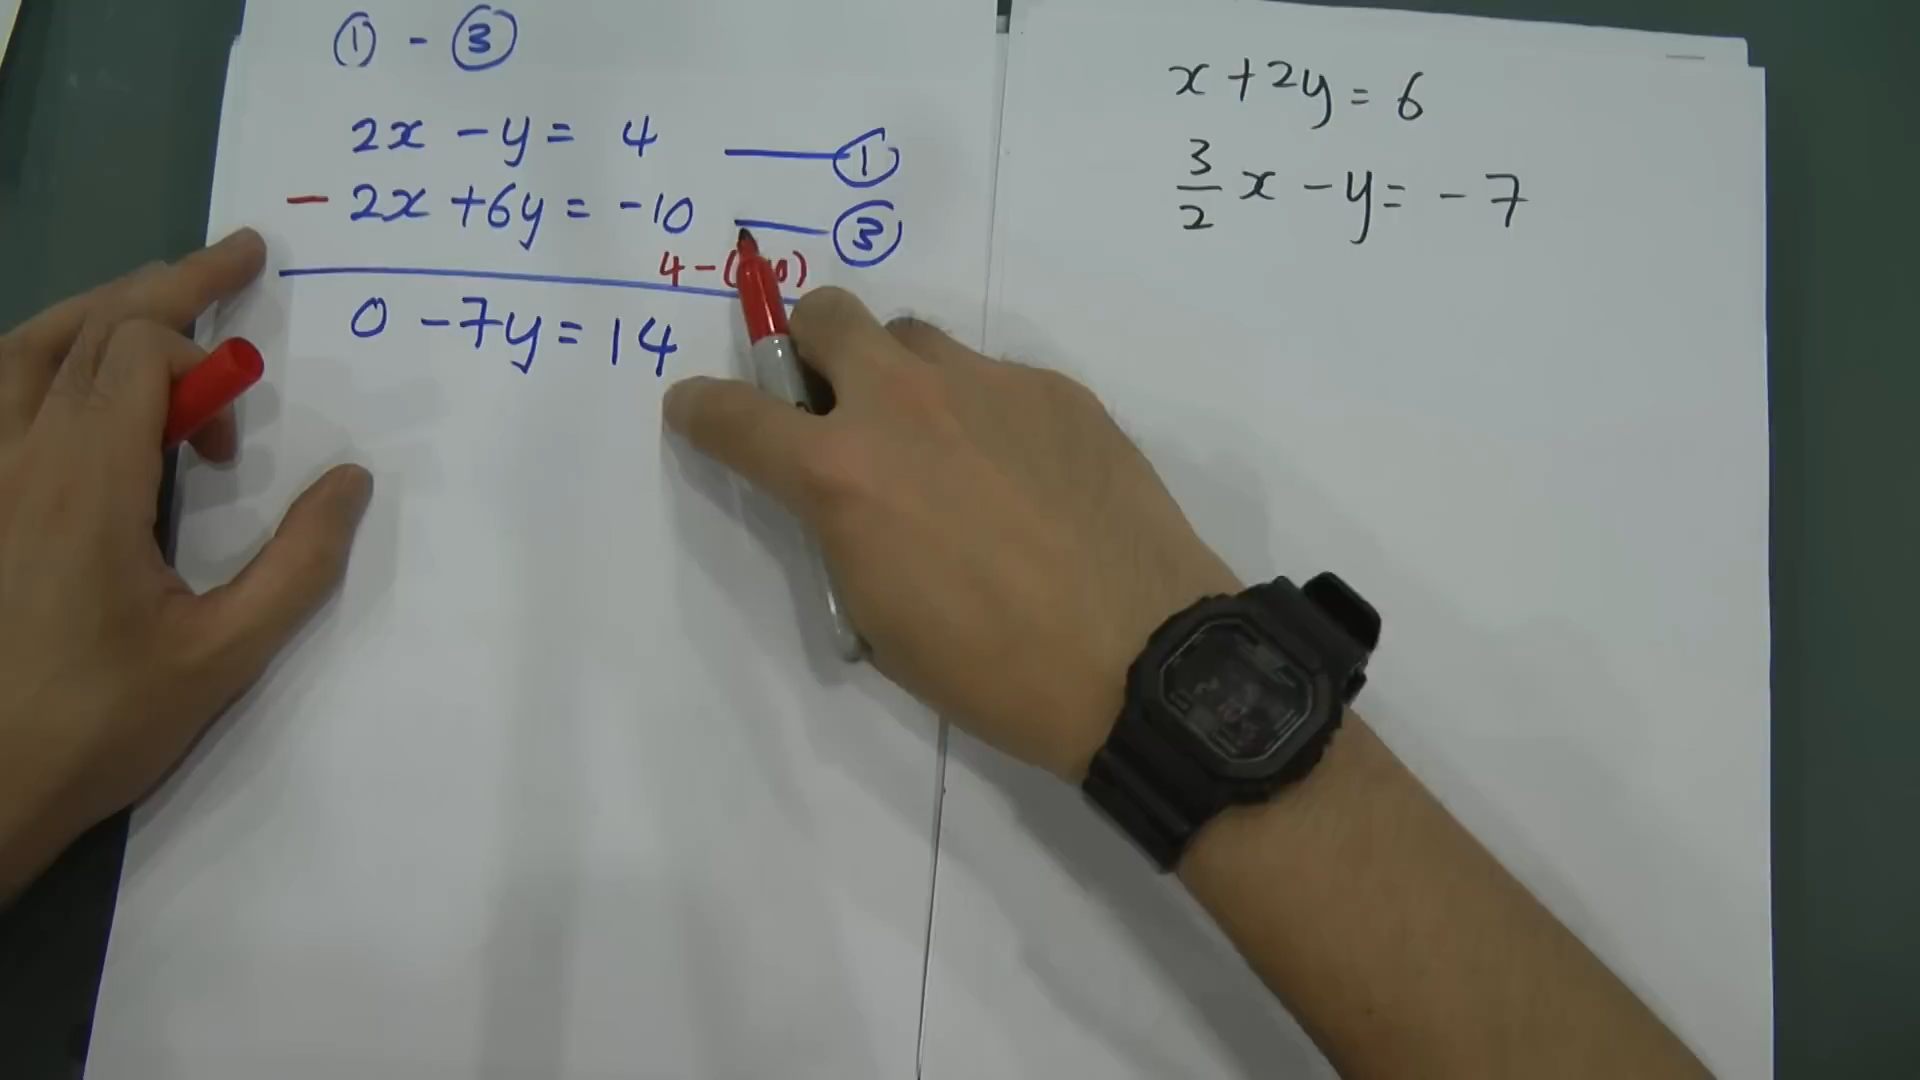 ① - ③
2x - y = 4 ①
- 2x + 6y = -10 ③
4 - (
0 - 7y = 14
x + 2y = 6
3/2 x - y = -7